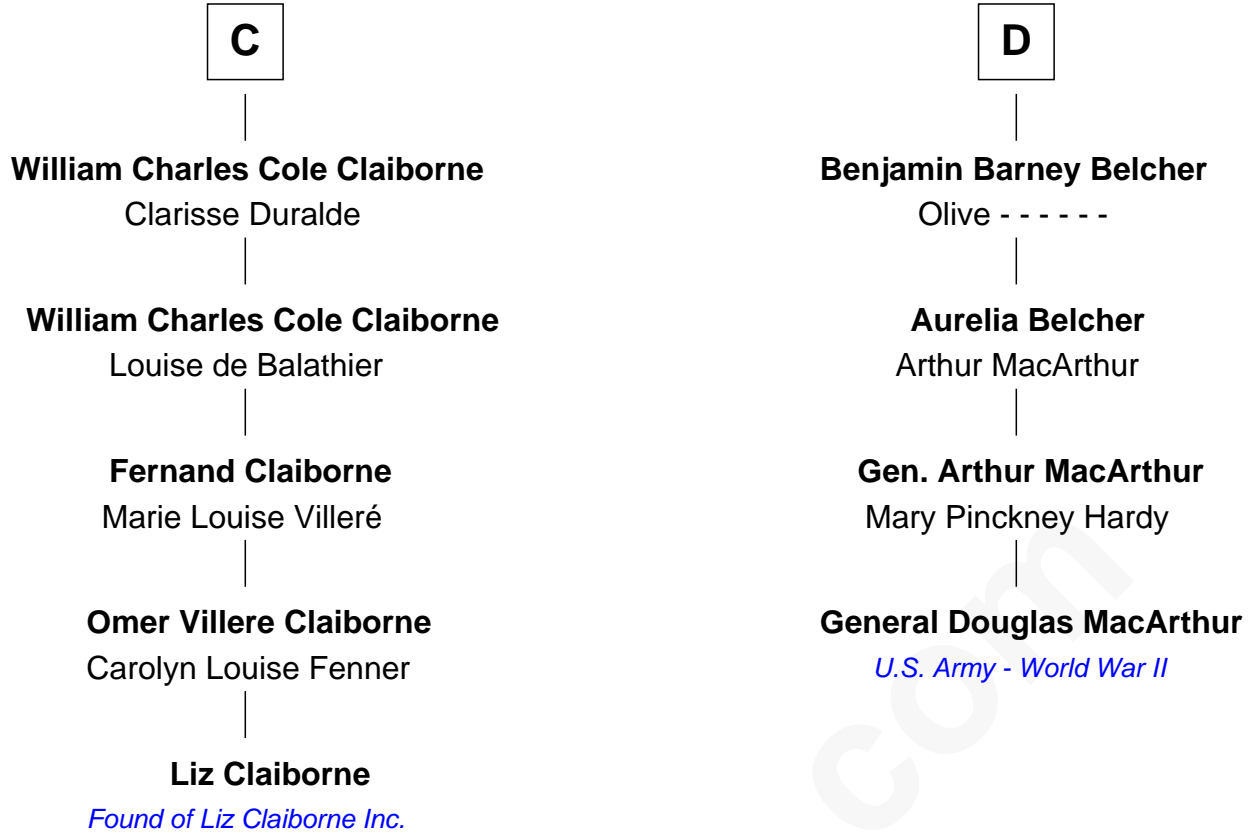 C
William Charles Cole Claiborne
Clarisse Duralde
William Charles Cole Claiborne
Louise de Balathier
Fernand Claiborne
Marie Louise Villeré
Omer Villere Claiborne
Carolyn Louise Fenner
Liz Claiborne
Found of Liz Claiborne Inc.
D
Benjamin Barney Belcher
Olive - - - - - -
Aurelia Belcher
Arthur MacArthur
Gen. Arthur MacArthur
Mary Pinckney Hardy
General Douglas MacArthur
U.S. Army - World War II
com